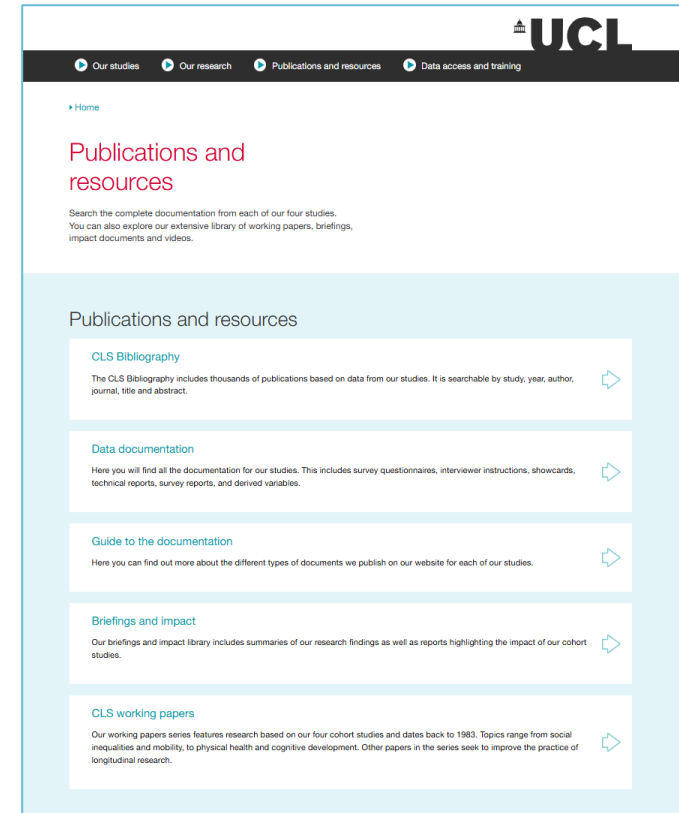 UCL
Our studies Our research Publications and resources Data access and training
Home
Publications and
resources
Search the complete documentation from each of our four studies.
You can also explore our extensive library of working papers, briefings,
impact documents and videos.
Publications and resources
CLS Bibliography
The CLS Bibliography includes thousands of publications based on data from our studies. It is searchable by study, year, author,
journal, title and abstract.
Data documentation
Here you will find all the documentation for our studies. This includes survey questionnaires, interviewer instructions, showcards,
technical reports, survey reports, and derived variables.
Guide to the documentation
Here you can find out more about the different types of documents we publish on our website for each of our studies.
Briefings and impact
Our briefings and impact library includes summaries of our research findings as well as reports highlighting the impact of our cohort
studies.
CLS working papers
Our working papers series features research based on our four cohort studies and dates back to 1983. Topics range from social
inequalities and mobility, to physical health and cognitive development. Other papers in the series seek to improve the practice of
longitudinal research.